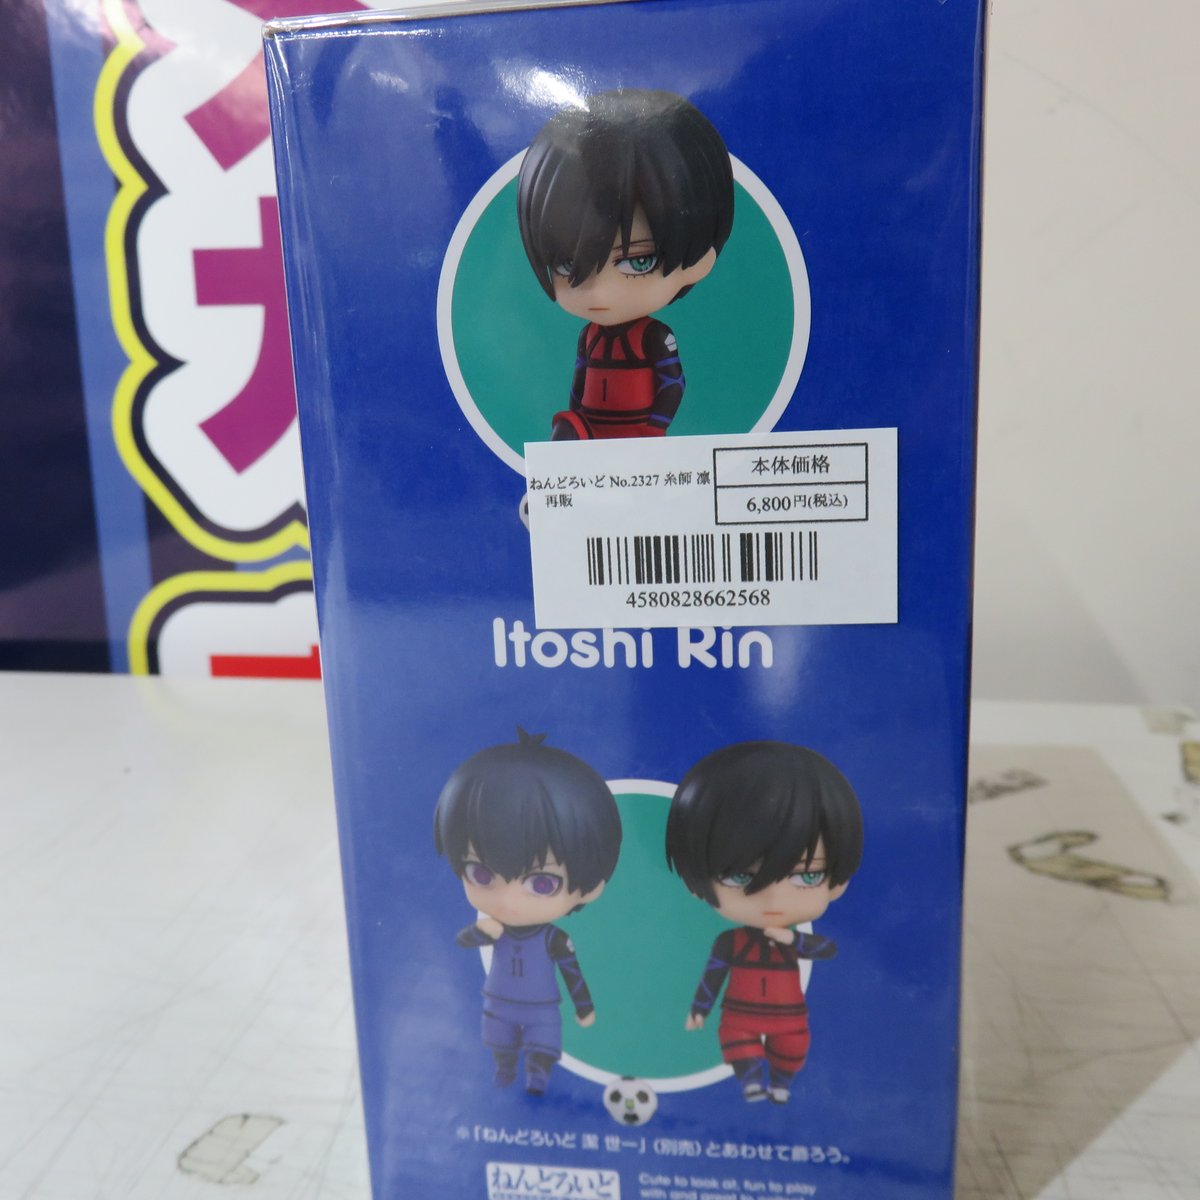 ねんどろいど No.2327 糸師 凛
再販
本体価格
6,800円(税込)
4580828662568
Itoshi Rin
1
11
1
※「ねんどろいど 潔 世一」(別売)とあわせて飾ろう。
ねんどろいど
Cute to look at, fun to play